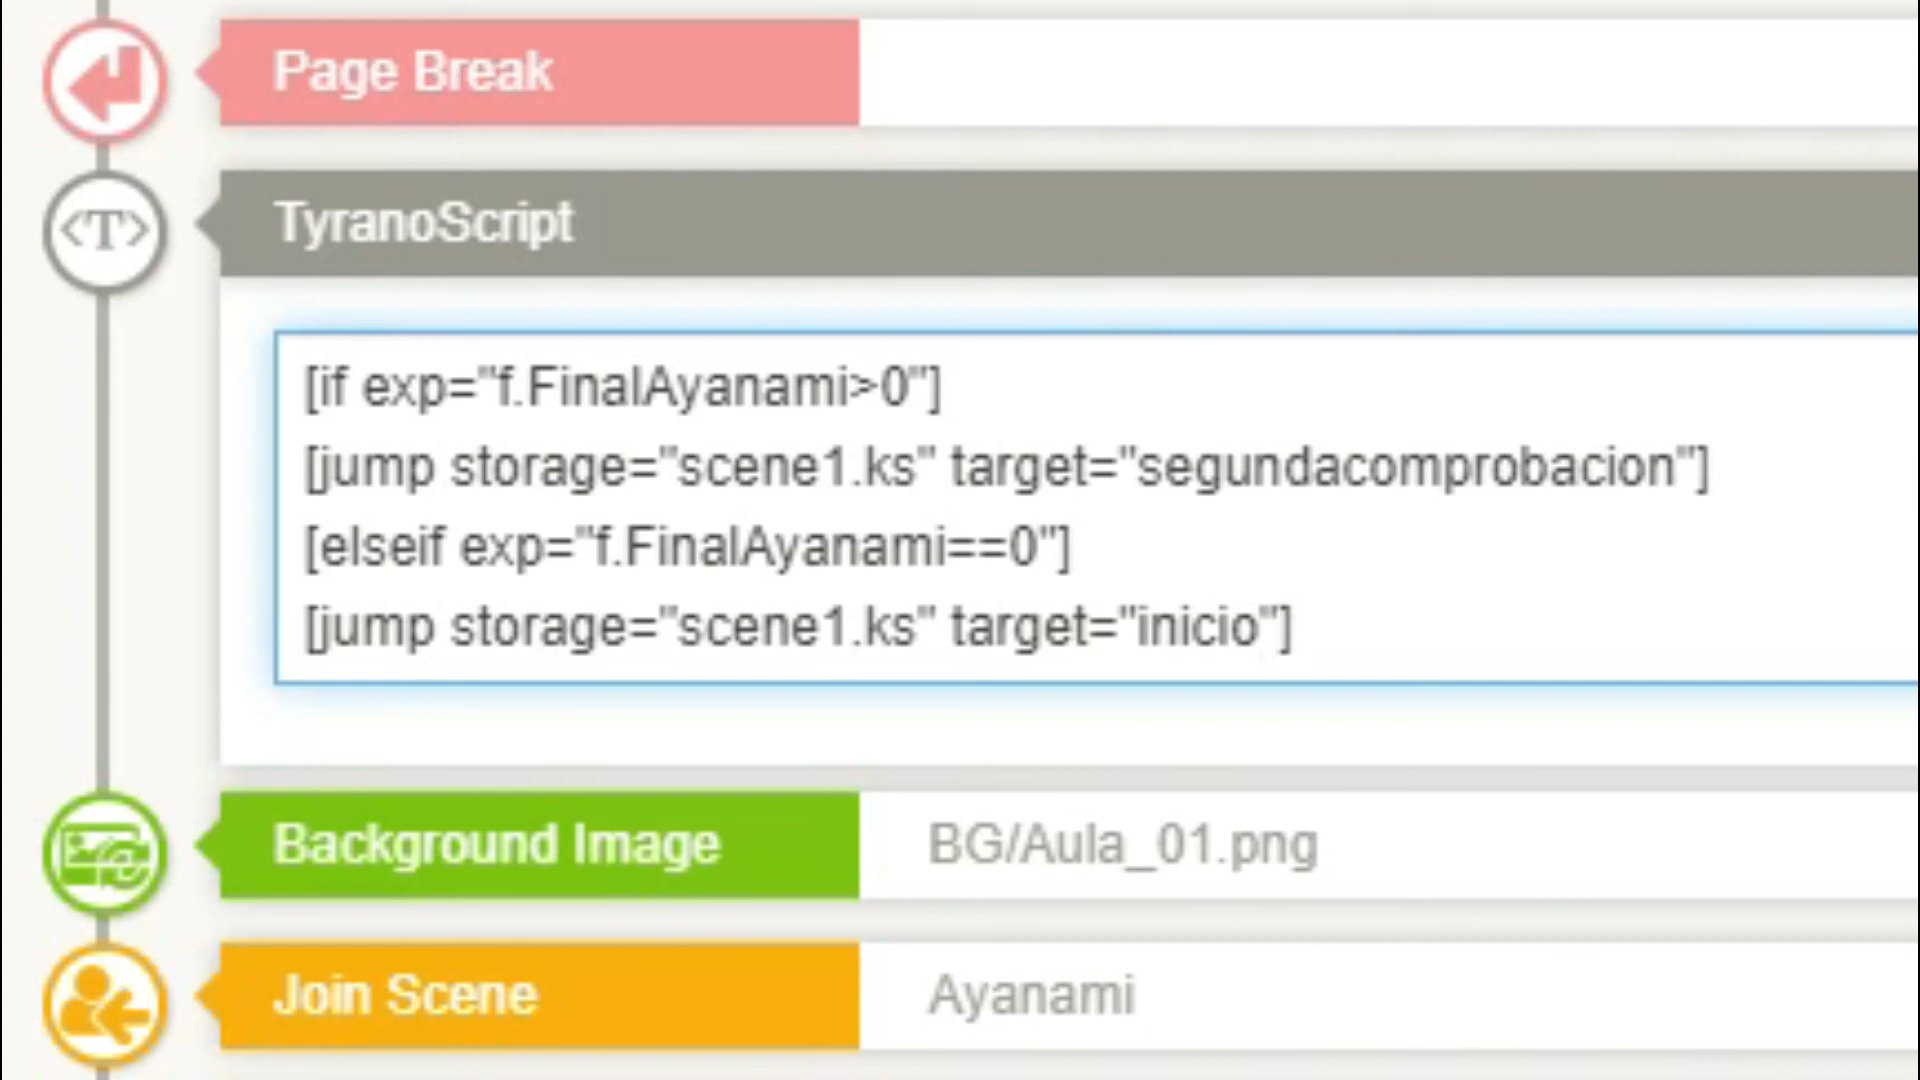 Page Break
<T>
TyranoScript
[if exp="f.FinalAyanami>0"]
[jump storage="scene1.ks" target="segundacomprobacion"]
[elseif exp="f.FinalAyanami==0"]
[jump storage="scene1.ks" target="inicio"]
Background Image BG/Aula_01.png
Join Scene Ayanami